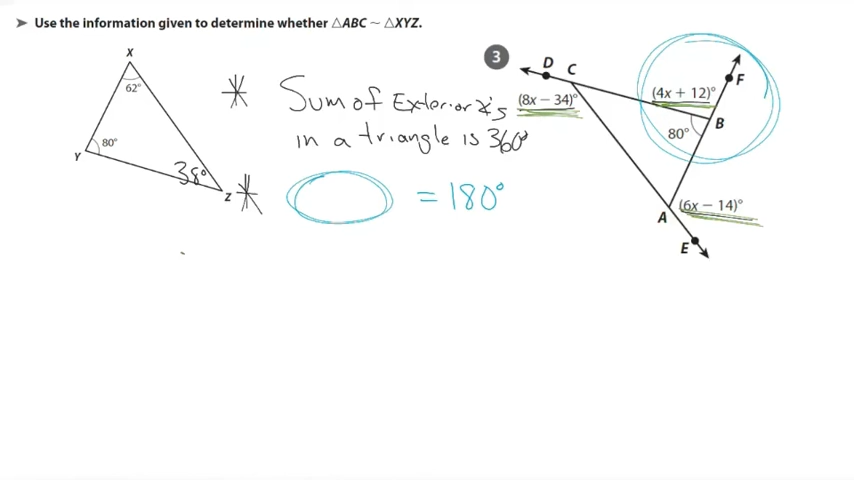 ➤ Use the information given to determine whether △ABC ~ △XYZ.
X
62°
80°
Y
38°
Z
* Sum of Exterior ∡'s
in a triangle is 360°
* = 180°
3
D C
(8x − 34)°
F
(4x + 12)°
B
80°
(6x − 14)°
A
E